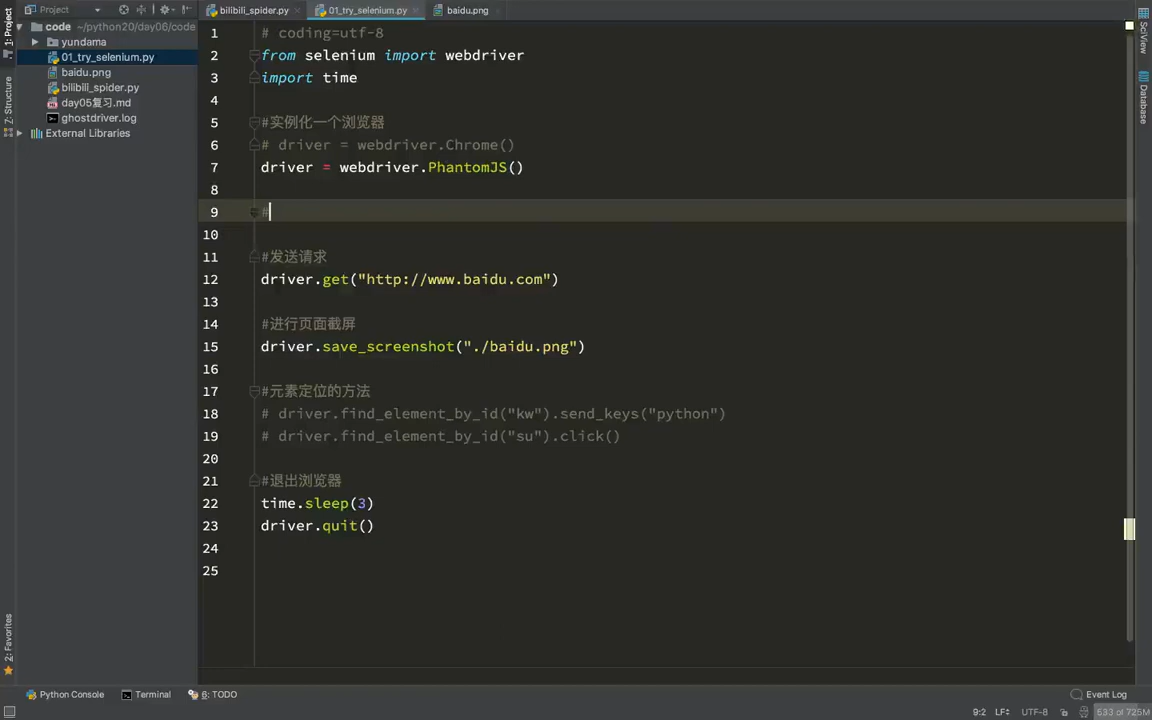 Project
bilibili_spider.py
01_try_selenium.py
baidu.png
1: Project
code ~/python20/day06/code
yundama
01_try_selenium.py
baidu.png
bilibili_spider.py
day05复习.md
ghostdriver.log
External Libraries
Z: Structure
2: Favorites
1 # coding=utf-8
2 from selenium import webdriver
3 import time
4
5 #实例化一个浏览器
6 # driver = webdriver.Chrome()
7 driver = webdriver.PhantomJS()
8
9 #
10
11 #发送请求
12 driver.get("http://www.baidu.com")
13
14 #进行页面截屏
15 driver.save_screenshot("./baidu.png")
16
17 #元素定位的方法
18 # driver.find_element_by_id("kw").send_keys("python")
19 # driver.find_element_by_id("su").click()
20
21 #退出浏览器
22 time.sleep(3)
23 driver.quit()
24
25
SciView
Database
Python Console
Terminal
6: TODO
Event Log
9:2
LF
UTF-8
533 of 725M